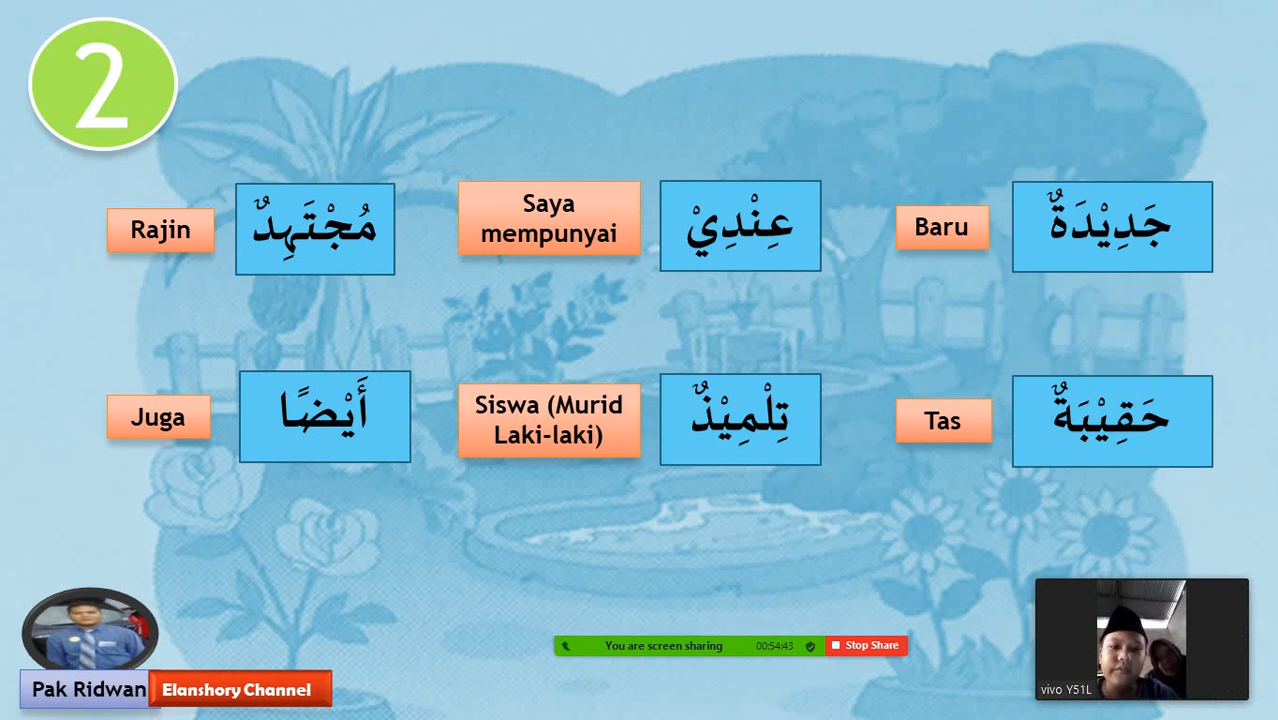 2
Rajin
مُجْتَهِدٌ
Saya
mempunyai
عِنْدِيْ
Baru
جَدِيْدَةٌ
Juga
أَيْضًا
Siswa (Murid
Laki-laki)
تِلْمِيْذٌ
Tas
حَقِيْبَةٌ
You are screen sharing
00:54:43
Stop Share
Pak Ridwan
Elanshory Channel
vivo Y51L